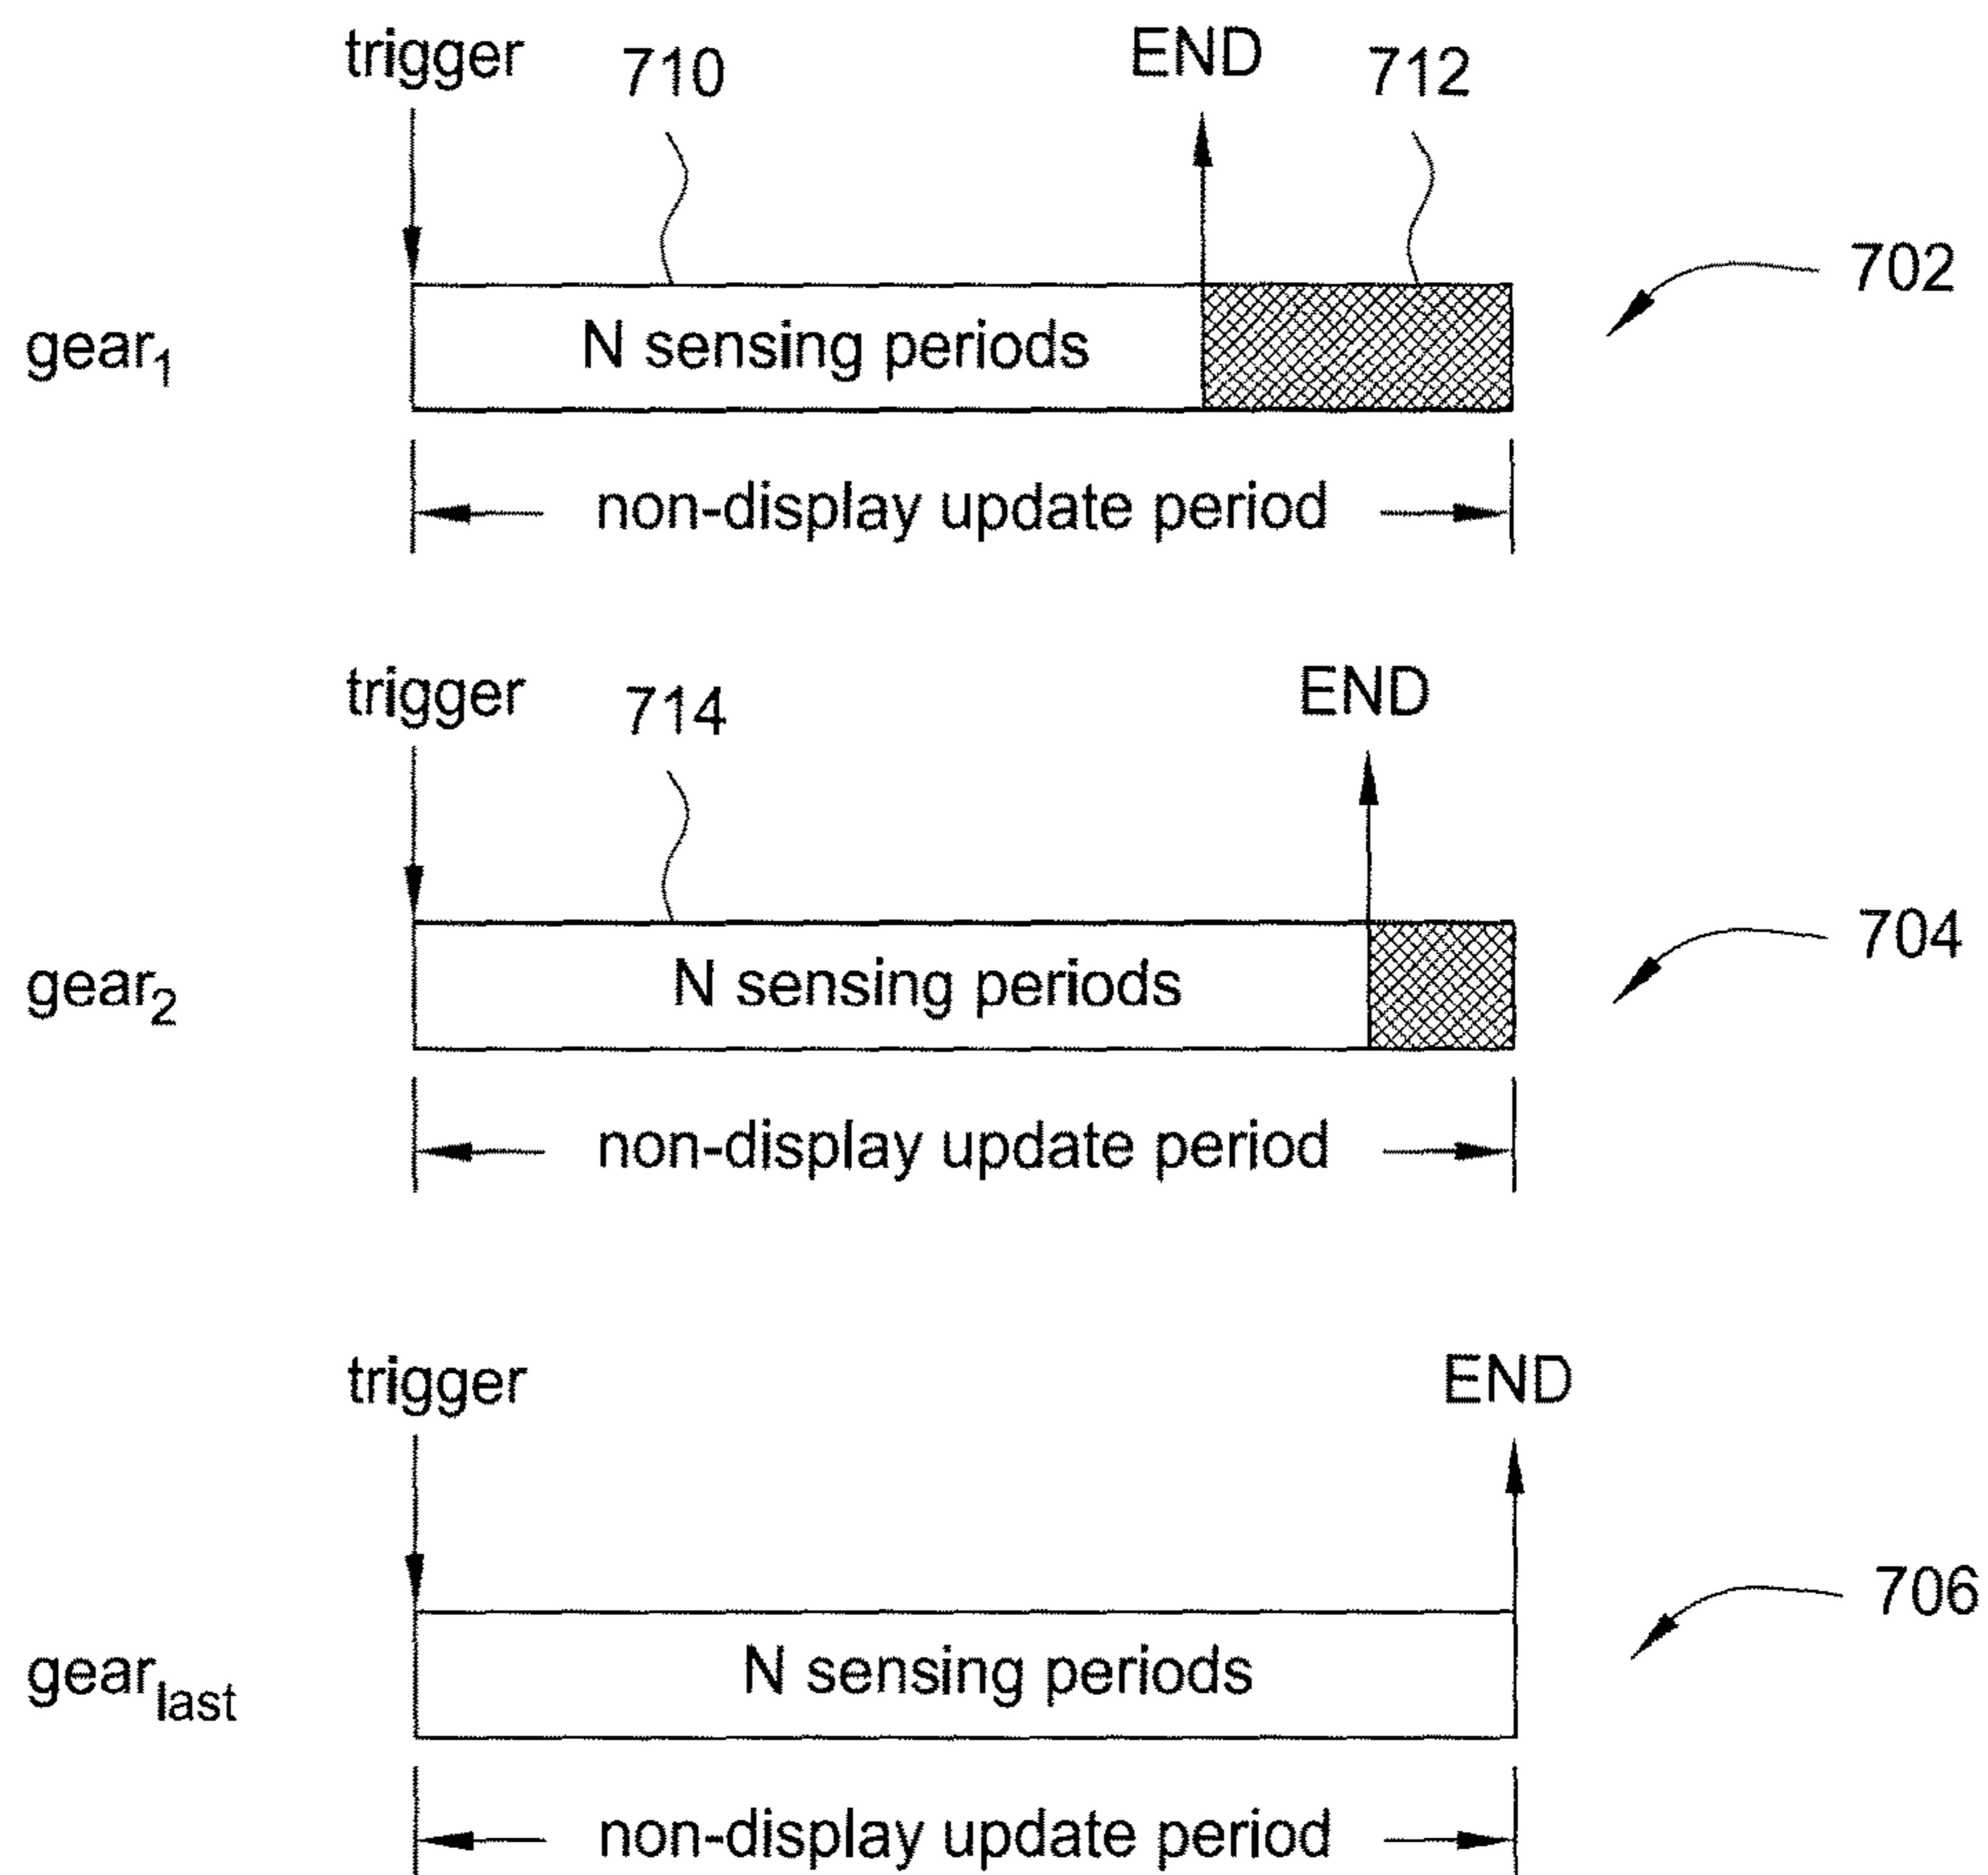 trigger 710 END 712
702
gear1 N sensing periods
non-display update period
trigger 714 END
704
gear2 N sensing periods
non-display update period
trigger END
706
gearlast N sensing periods
non-display update period